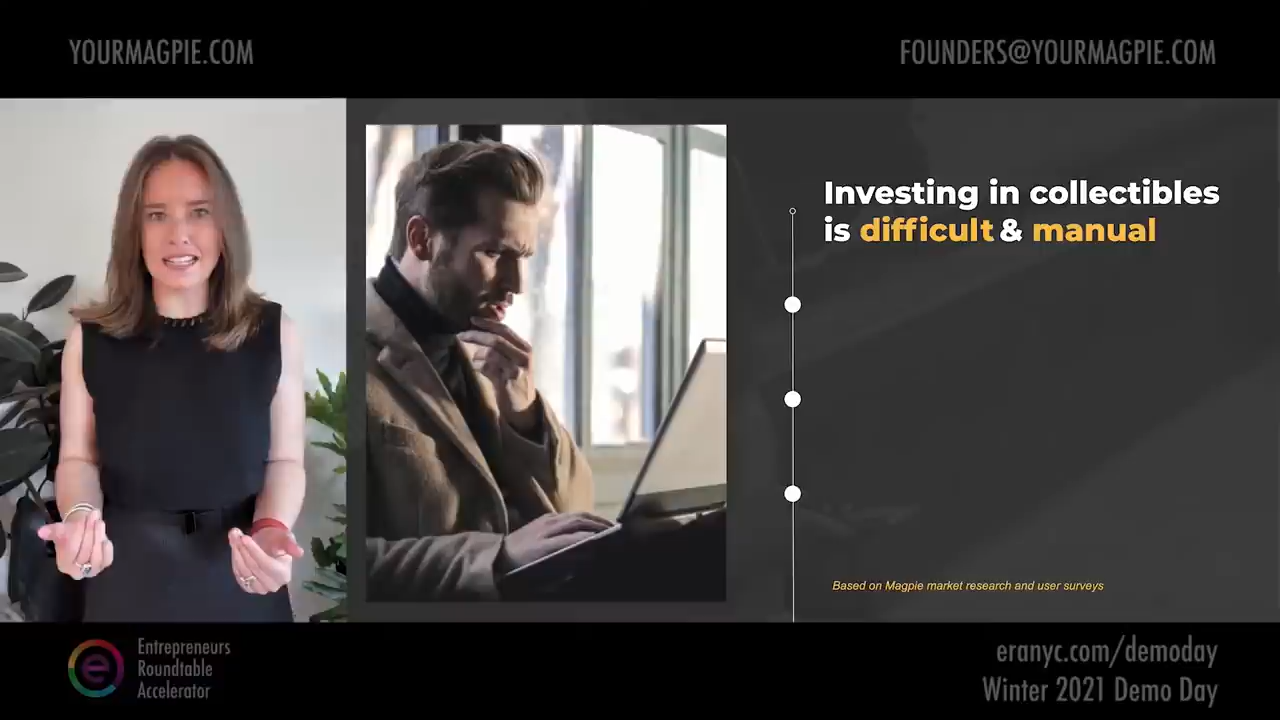 YOURMAGPIE.COM
FOUNDERS@YOURMAGPIE.COM
Investing in collectibles
is difficult & manual
Based on Magpie market research and user surveys
Entrepreneurs
Roundtable
Accelerator
eranyc.com/demoday
Winter 2021 Demo Day